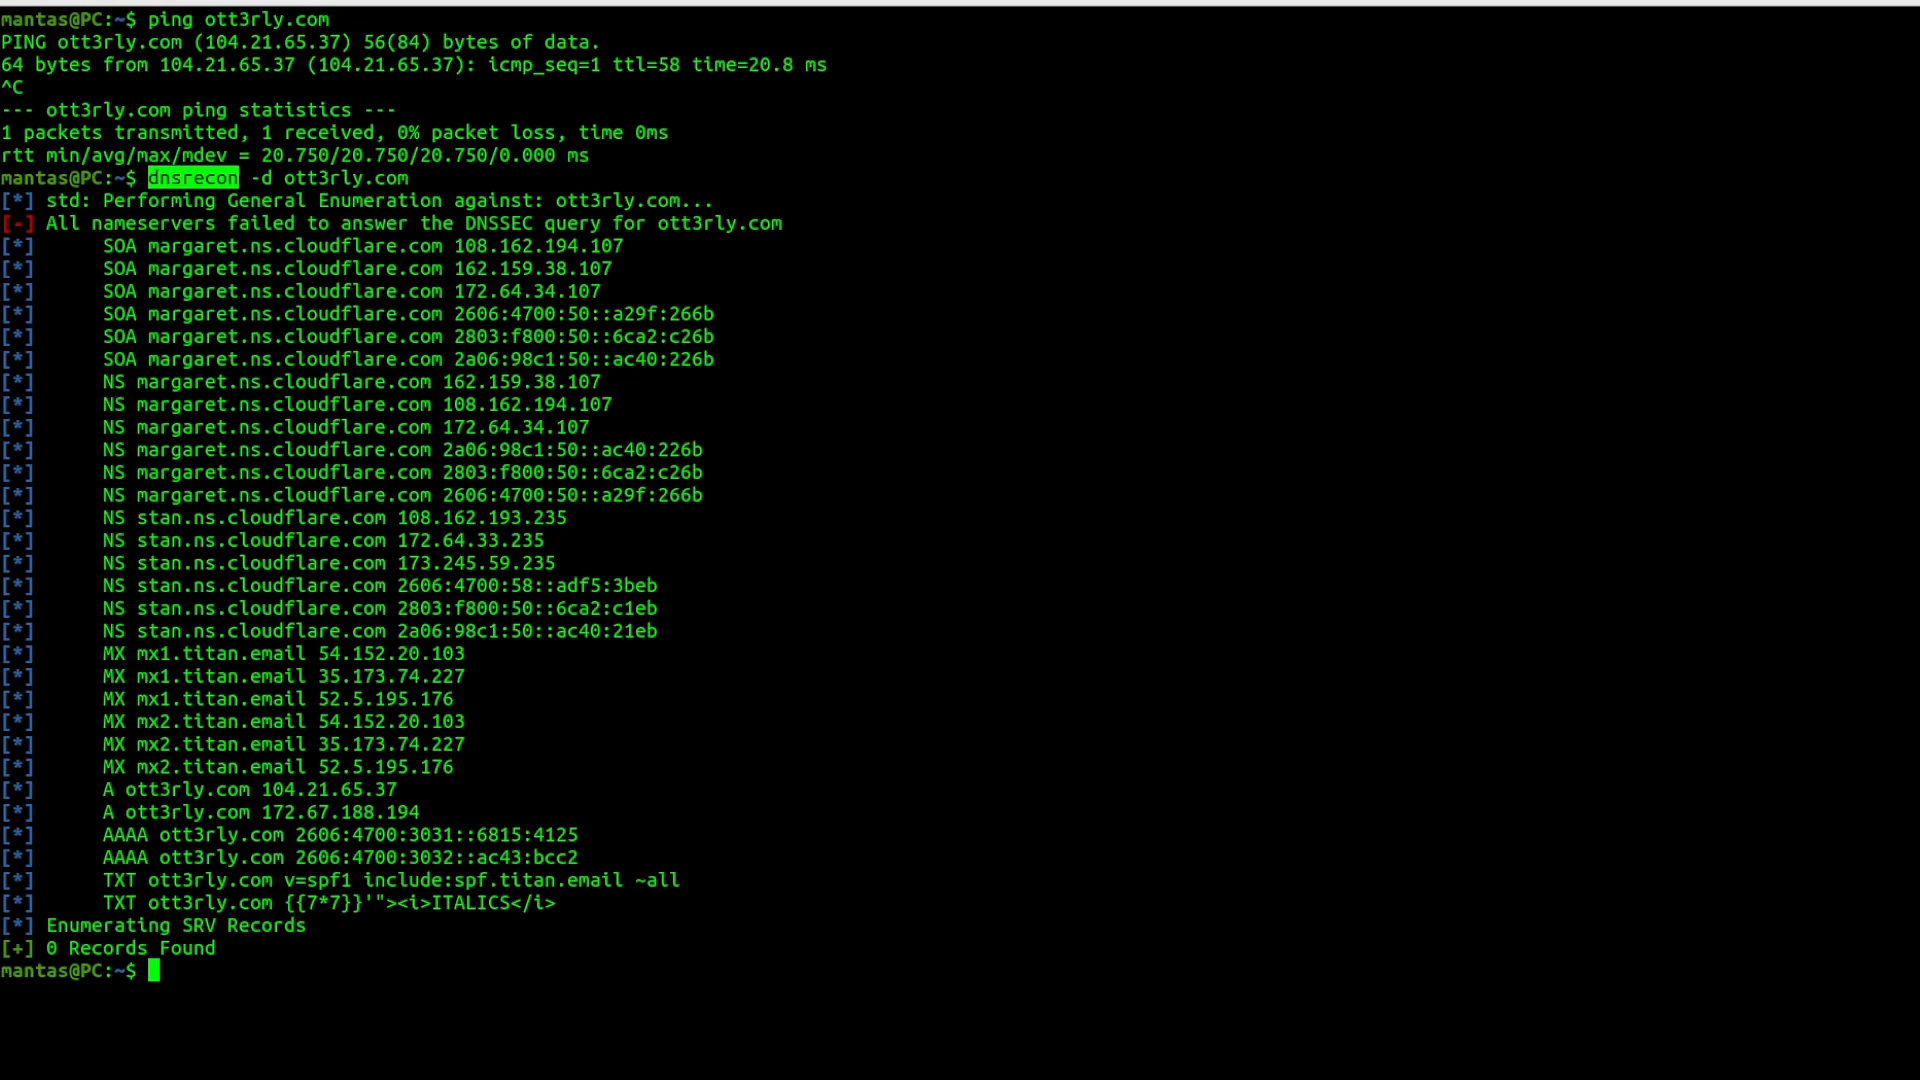 mantas@PC:~$ ping ott3rly.com
PING ott3rly.com (104.21.65.37) 56(84) bytes of data.
64 bytes from 104.21.65.37 (104.21.65.37): icmp_seq=1 ttl=58 time=20.8 ms
^C
--- ott3rly.com ping statistics ---
1 packets transmitted, 1 received, 0% packet loss, time 0ms
rtt min/avg/max/mdev = 20.750/20.750/20.750/0.000 ms
mantas@PC:~$ dnsrecon -d ott3rly.com
[*] std: Performing General Enumeration against: ott3rly.com...
[-] All nameservers failed to answer the DNSSEC query for ott3rly.com
[*]      SOA margaret.ns.cloudflare.com 108.162.194.107
[*]      SOA margaret.ns.cloudflare.com 162.159.38.107
[*]      SOA margaret.ns.cloudflare.com 172.64.34.107
[*]      SOA margaret.ns.cloudflare.com 2606:4700:50::a29f:266b
[*]      SOA margaret.ns.cloudflare.com 2803:f800:50::6ca2:c26b
[*]      SOA margaret.ns.cloudflare.com 2a06:98c1:50::ac40:226b
[*]      NS margaret.ns.cloudflare.com 162.159.38.107
[*]      NS margaret.ns.cloudflare.com 108.162.194.107
[*]      NS margaret.ns.cloudflare.com 172.64.34.107
[*]      NS margaret.ns.cloudflare.com 2a06:98c1:50::ac40:226b
[*]      NS margaret.ns.cloudflare.com 2803:f800:50::6ca2:c26b
[*]      NS margaret.ns.cloudflare.com 2606:4700:50::a29f:266b
[*]      NS stan.ns.cloudflare.com 108.162.193.235
[*]      NS stan.ns.cloudflare.com 172.64.33.235
[*]      NS stan.ns.cloudflare.com 173.245.59.235
[*]      NS stan.ns.cloudflare.com 2606:4700:58::adf5:3beb
[*]      NS stan.ns.cloudflare.com 2803:f800:50::6ca2:c1eb
[*]      NS stan.ns.cloudflare.com 2a06:98c1:50::ac40:21eb
[*]      MX mx1.titan.email 54.152.20.103
[*]      MX mx1.titan.email 35.173.74.227
[*]      MX mx1.titan.email 52.5.195.176
[*]      MX mx2.titan.email 54.152.20.103
[*]      MX mx2.titan.email 35.173.74.227
[*]      MX mx2.titan.email 52.5.195.176
[*]      A ott3rly.com 104.21.65.37
[*]      A ott3rly.com 172.67.188.194
[*]      AAAA ott3rly.com 2606:4700:3031::6815:4125
[*]      AAAA ott3rly.com 2606:4700:3032::ac43:bcc2
[*]      TXT ott3rly.com v=spf1 include:spf.titan.email ~all
[*]      TXT ott3rly.com {{7*7}}'"><i>ITALICS</i>
[*] Enumerating SRV Records
[+] 0 Records Found
mantas@PC:~$